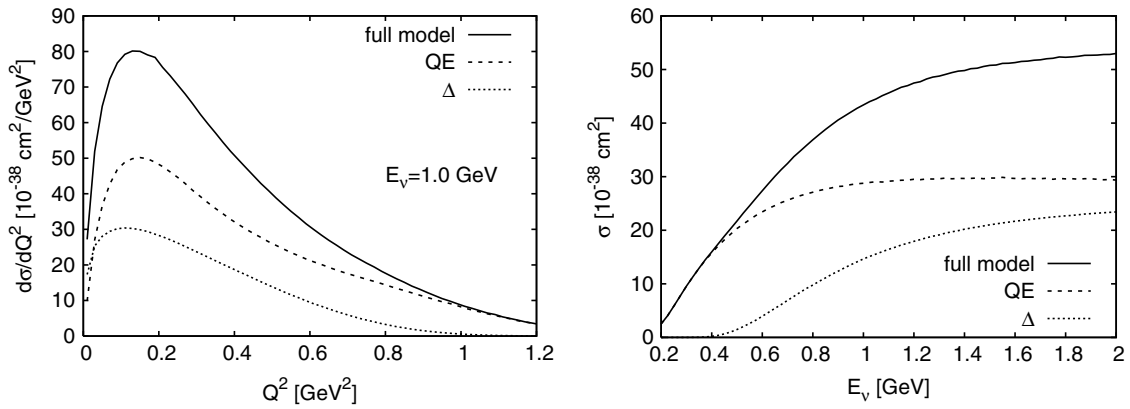 dσ/dQ² [10⁻³⁸ cm²/GeV²]
90
80
70
60
50
40
30
20
10
0
full model
QE
Δ
Eν=1.0 GeV
0 0.2 0.4 0.6 0.8 1 1.2
Q² [GeV²]
σ [10⁻³⁸ cm²]
60
50
40
30
20
10
0
full model
QE
Δ
0.2 0.4 0.6 0.8 1 1.2 1.4 1.6 1.8 2
Eν [GeV]